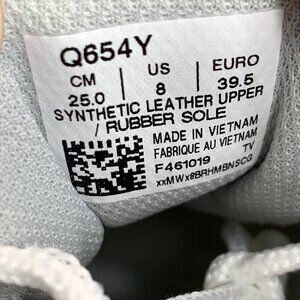 Q654Y
CM | US | EURO
25.0 | 8 | 39.5
SYNTHETIC LEATHER UPPER
/ RUBBER SOLE
MADE IN VIETNAM
FABRIQUE AU VIETNAM
F461019 TV
xxMWx8BRHMBNSCG